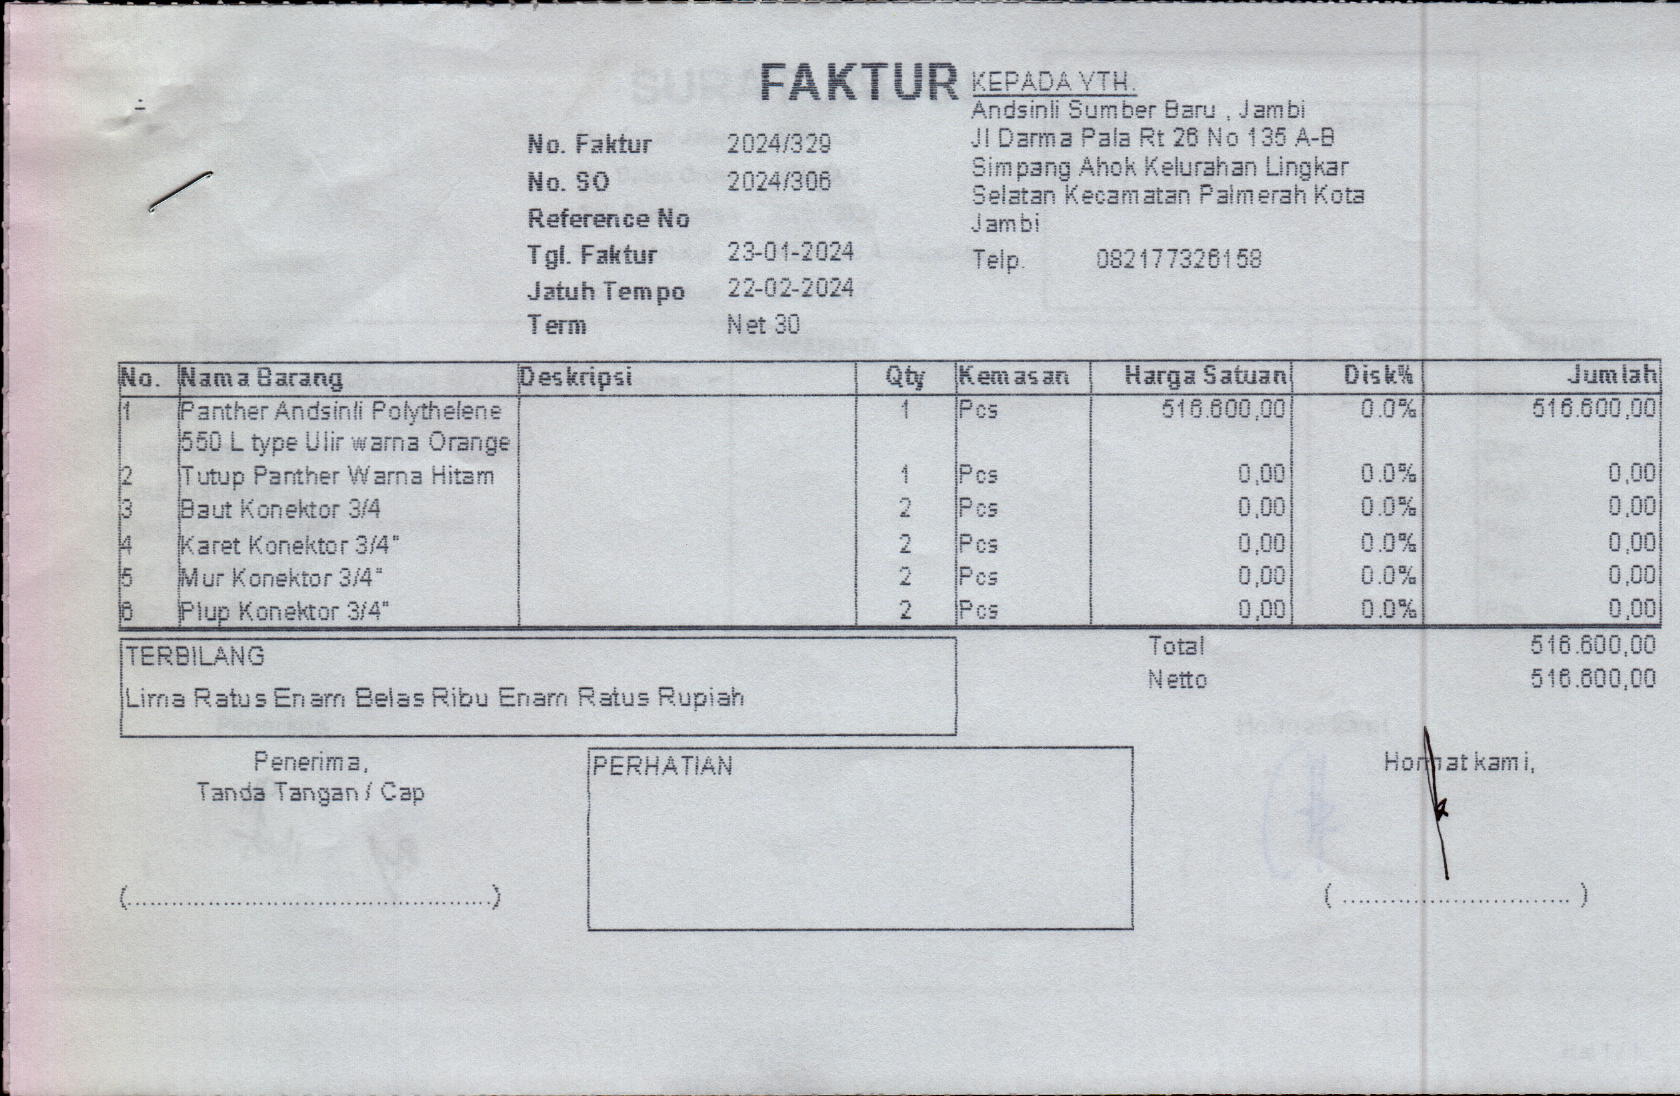 FAKTUR
KEPADA YTH.
Andsinli Sumber Baru , Jambi
Jl Darma Pala Rt 26 No 135 A-B
Simpang Ahok Kelurahan Lingkar
Selatan Kecamatan Palmerah Kota
Jambi
Telp. 082177326158
No. Faktur 2024/329
No. SO 2024/306
Reference No
Tgl. Faktur 23-01-2024
Jatuh Tempo 22-02-2024
Term Net 30
No. Nama Barang Deskripsi Qty Kemasan Harga Satuan Disk% Jumlah
1 Panther Andsinli Polythelene 1 Pcs 516.600,00 0.0% 516.600,00
550 L type Ulir warna Orange
2 Tutup Panther Warna Hitam 1 Pcs 0,00 0.0% 0,00
3 Baut Konektor 3/4 2 Pcs 0,00 0.0% 0,00
4 Karet Konektor 3/4" 2 Pcs 0,00 0.0% 0,00
5 Mur Konektor 3/4" 2 Pcs 0,00 0.0% 0,00
6 Plup Konektor 3/4" 2 Pcs 0,00 0.0% 0,00
Total 516.600,00
Netto 516.600,00
TERBILANG
Lima Ratus Enam Belas Ribu Enam Ratus Rupiah
Penerima,
Tanda Tangan / Cap
(..................................................)
PERHATIAN
Hormat kami,
( ............................. )